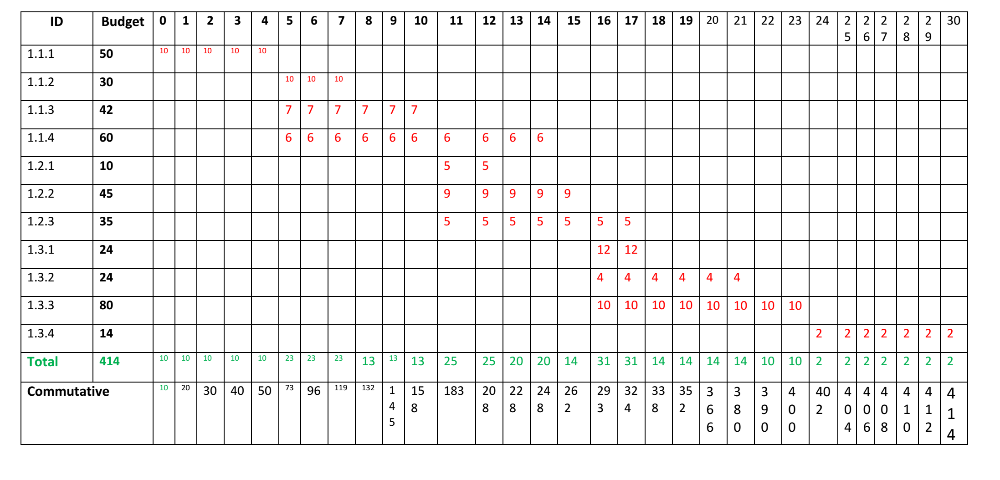 ID Budget 0 1 2 3 4 5 6 7 8 9 10 11 12 13 14 15 16 17 18 19 20 21 22 23 24 25 26 27 28 29 30
1.1.1 50 10 10 10 10 10
1.1.2 30 10 10 10
1.1.3 42 7 7 7 7 7 7
1.1.4 60 6 6 6 6 6 6 6 6 6 6
1.2.1 10 5 5
1.2.2 45 9 9 9 9 9
1.2.3 35 5 5 5 5 5 5 5
1.3.1 24 12 12
1.3.2 24 4 4 4 4 4 4
1.3.3 80 10 10 10 10 10 10 10 10
1.3.4 14 2 2 2 2 2 2 2
Total 414 10 10 10 10 10 23 23 23 13 13 13 25 25 20 20 14 31 31 14 14 14 14 10 10 2 2 2 2 2 2 2
Commutative 10 20 30 40 50 73 96 119 132 145 158 183 208 228 248 262 293 324 338 352 366 380 390 400 402 404 406 408 410 412 414